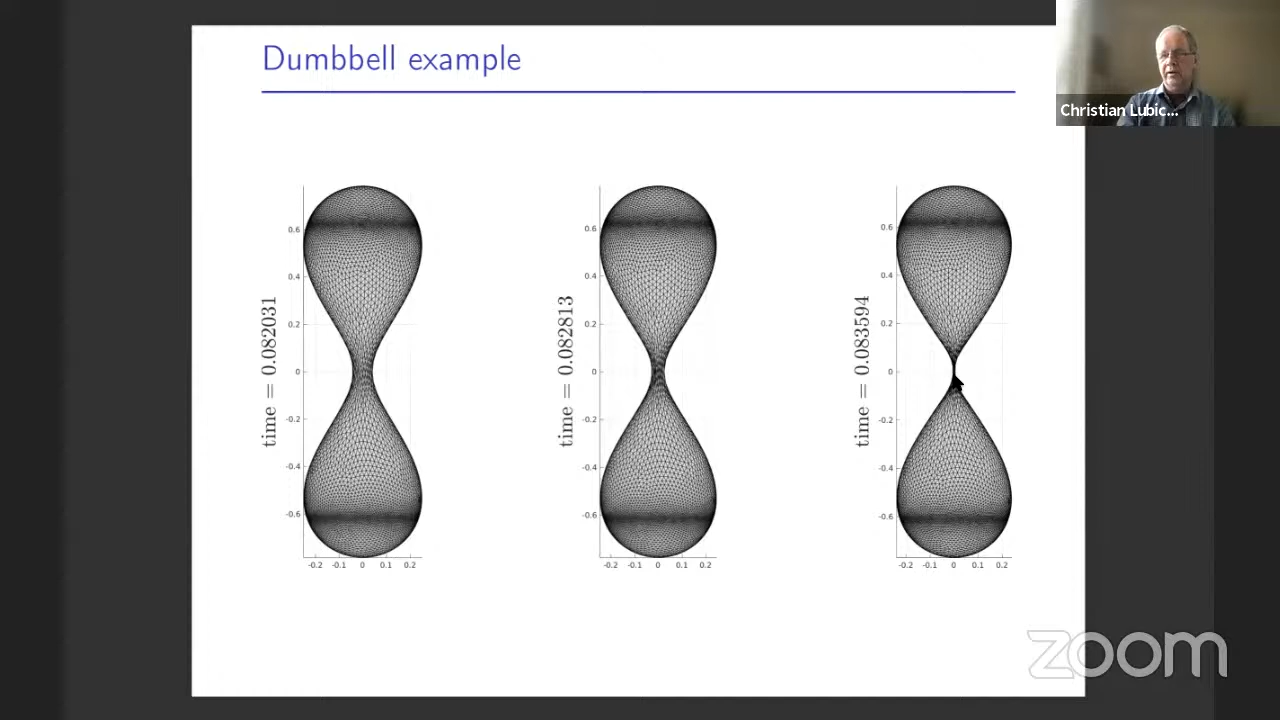 Dumbbell example
Christian Lubic...
time = 0.082031
0.6
0.4
0.2
0
-0.2
-0.4
-0.6
-0.2 -0.1 0 0.1 0.2
time = 0.082813
0.6
0.4
0.2
0
-0.2
-0.4
-0.6
-0.2 -0.1 0 0.1 0.2
time = 0.083594
0.6
0.4
0.2
0
-0.2
-0.4
-0.6
-0.2 -0.1 0 0.1 0.2
zoom